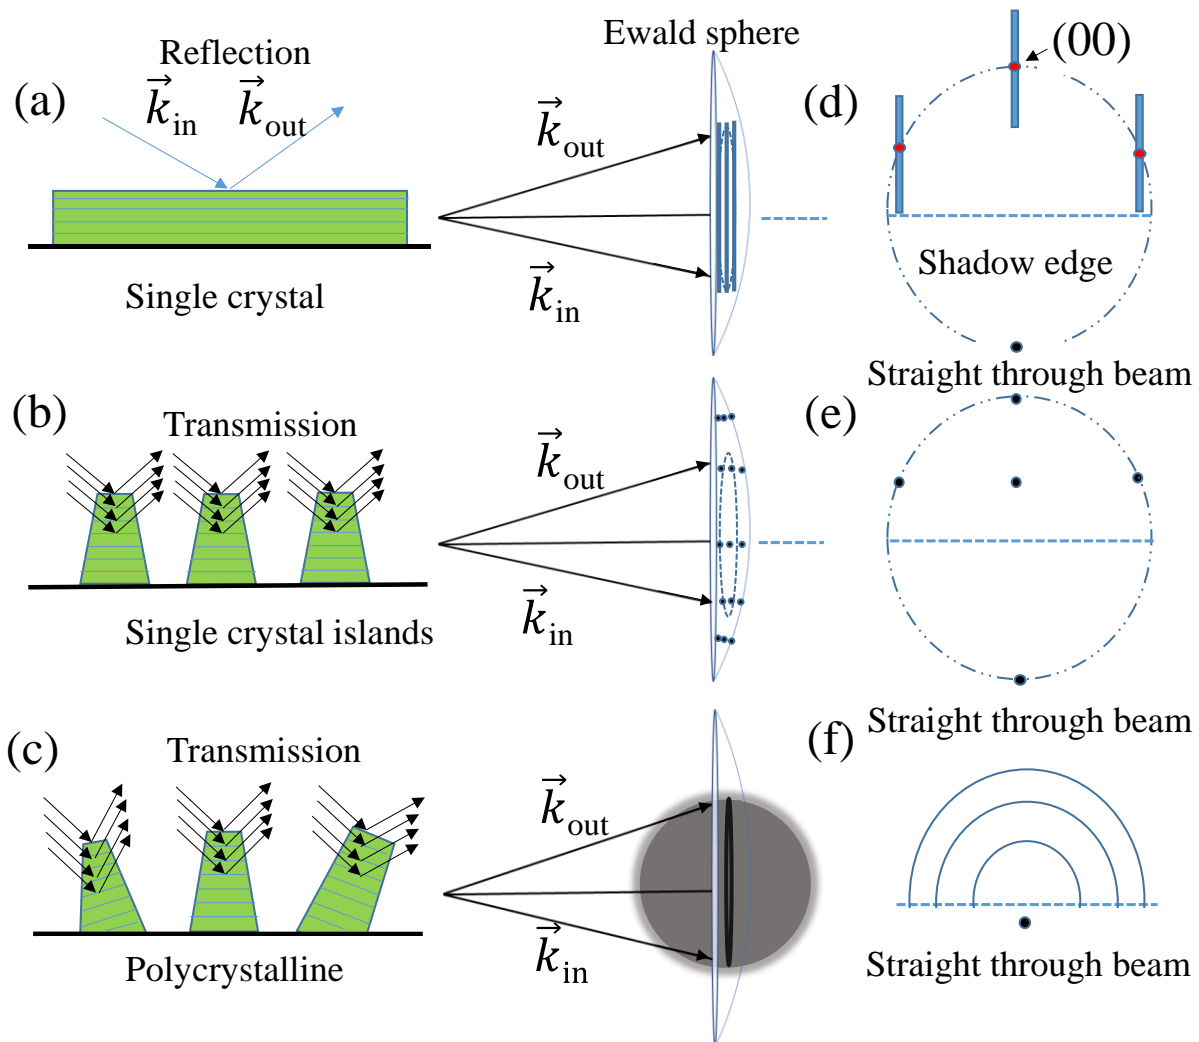 Ewald sphere
Reflection
(a)
k⃗in
k⃗out
k⃗out
k⃗in
Single crystal
(d)
(00)
Shadow edge
Straight through beam
(b)
Transmission
k⃗out
k⃗in
Single crystal islands
(e)
Straight through beam
(c)
Transmission
k⃗out
k⃗in
Polycrystalline
(f)
Straight through beam